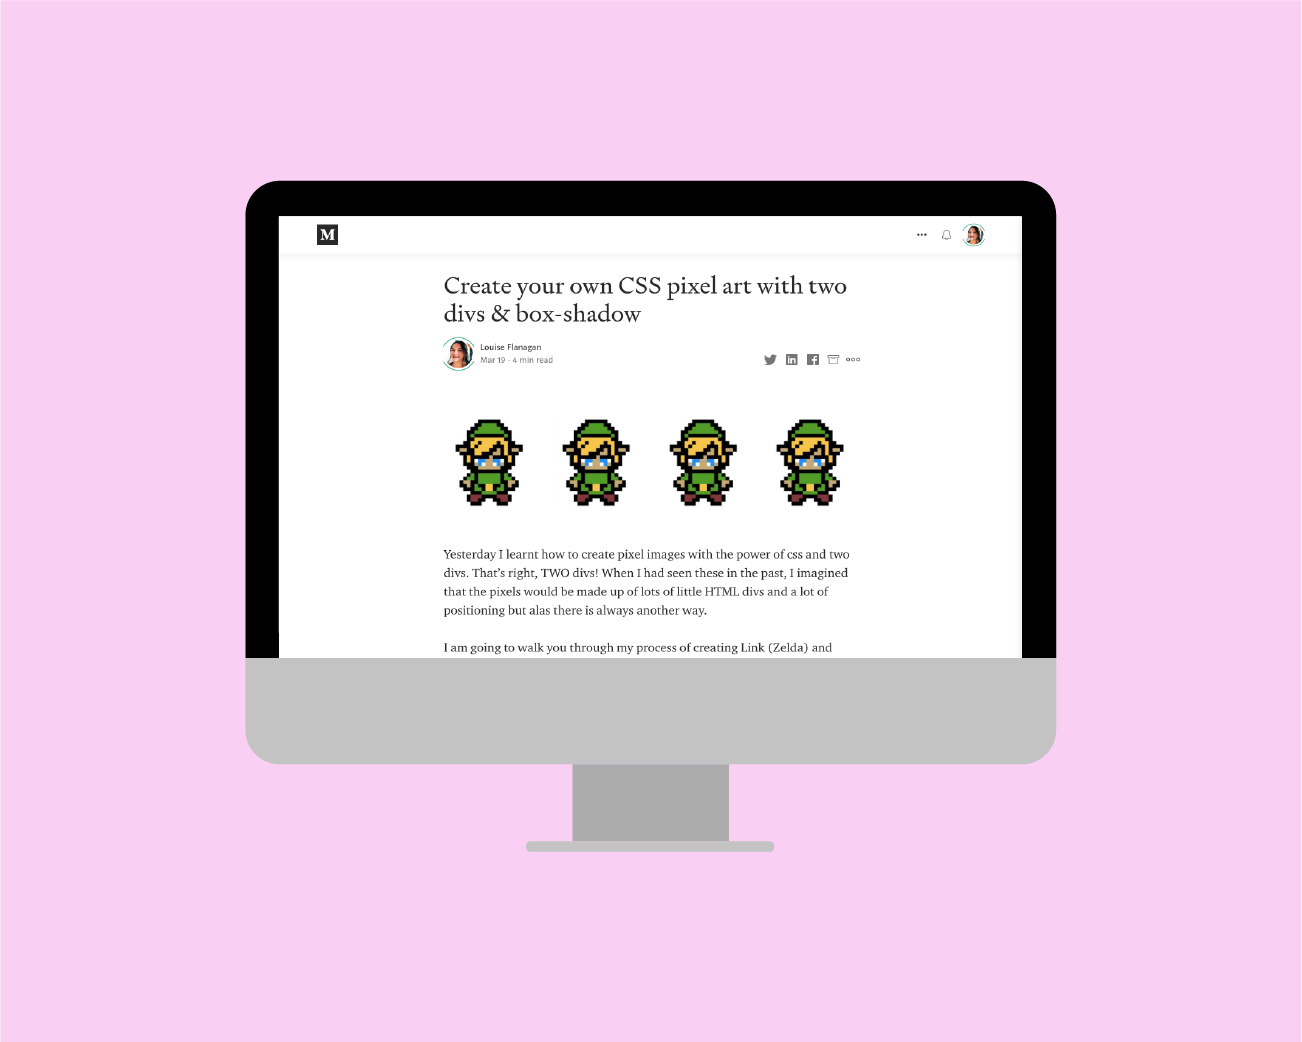 M
Create your own CSS pixel art with two
divs & box-shadow
Louise Flanagan
Mar 19 · 4 min read
Yesterday I learnt how to create pixel images with the power of css and two
divs. That’s right, TWO divs! When I had seen these in the past, I imagined
that the pixels would be made up of lots of little HTML divs and a lot of
positioning but alas there is always another way.
I am going to walk you through my process of creating Link (Zelda) and